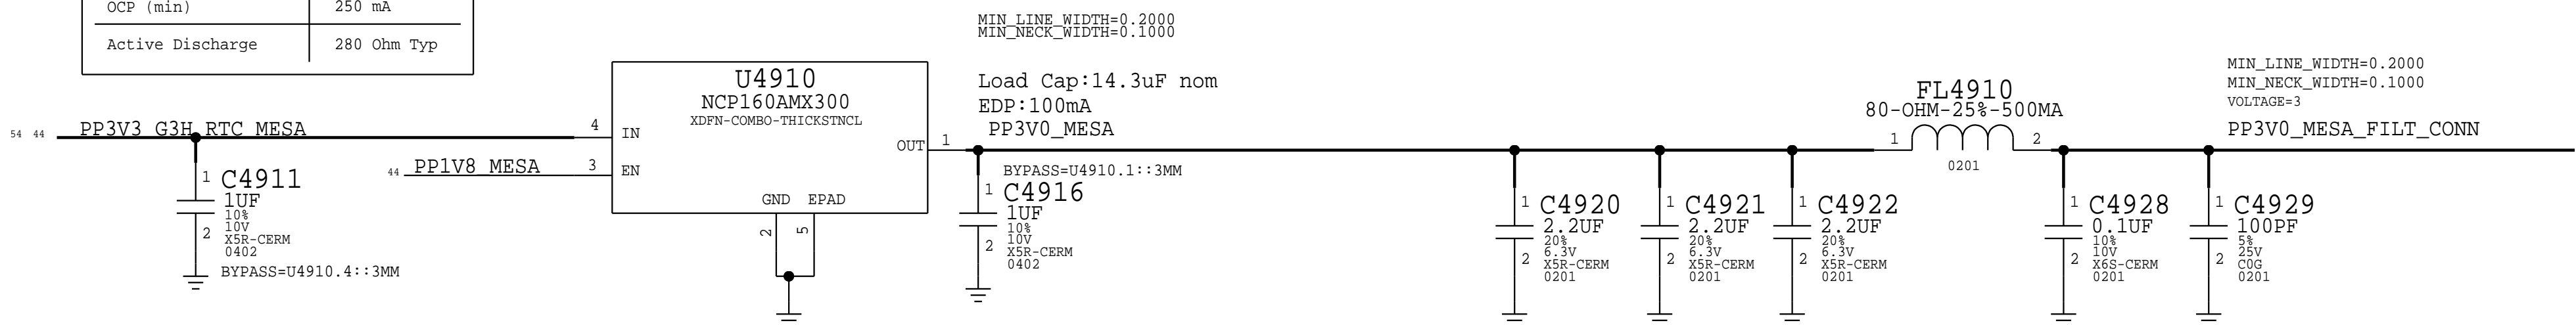 OCP (min) 250 mA
Active Discharge 280 Ohm Typ
54 44 PP3V3_G3H_RTC_MESA
1 C4911
1UF
10%
10V
2 X5R-CERM
0402
BYPASS=U4910.4::3MM
44 PP1V8_MESA
U4910
NCP160AMX300
XDFN-COMBO-THICKSTNCL
4 IN
3 EN
OUT 1
GND EPAD
2 5
MIN_LINE_WIDTH=0.2000
MIN_NECK_WIDTH=0.1000
Load Cap:14.3uF nom
EDP:100mA
PP3V0_MESA
BYPASS=U4910.1::3MM
1 C4916
1UF
10%
10V
2 X5R-CERM
0402
1 C4920
2.2UF
20%
6.3V
2 X5R-CERM
0201
1 C4921
2.2UF
20%
6.3V
2 X5R-CERM
0201
1 C4922
2.2UF
20%
6.3V
2 X5R-CERM
0201
FL4910
80-OHM-25%-500MA
1 2
0201
MIN_LINE_WIDTH=0.2000
MIN_NECK_WIDTH=0.1000
VOLTAGE=3
PP3V0_MESA_FILT_CONN
1 C4928
0.1UF
10%
10V
2 X6S-CERM
0201
1 C4929
100PF
5%
25V
2 C0G
0201